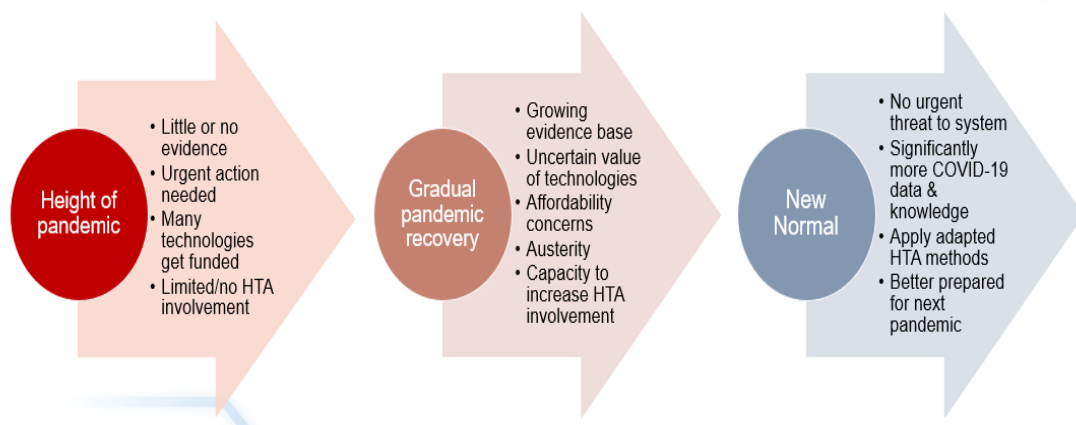 Height of
pandemic
• Little or no
evidence
• Urgent action
needed
• Many
technologies
get funded
• Limited/no HTA
involvement
Gradual
pandemic
recovery
• Growing
evidence base
• Uncertain value
of technologies
• Affordability
concerns
• Austerity
• Capacity to
increase HTA
involvement
New
Normal
• No urgent
threat to system
• Significantly
more COVID-19
data &
knowledge
• Apply adapted
HTA methods
• Better prepared
for next
pandemic